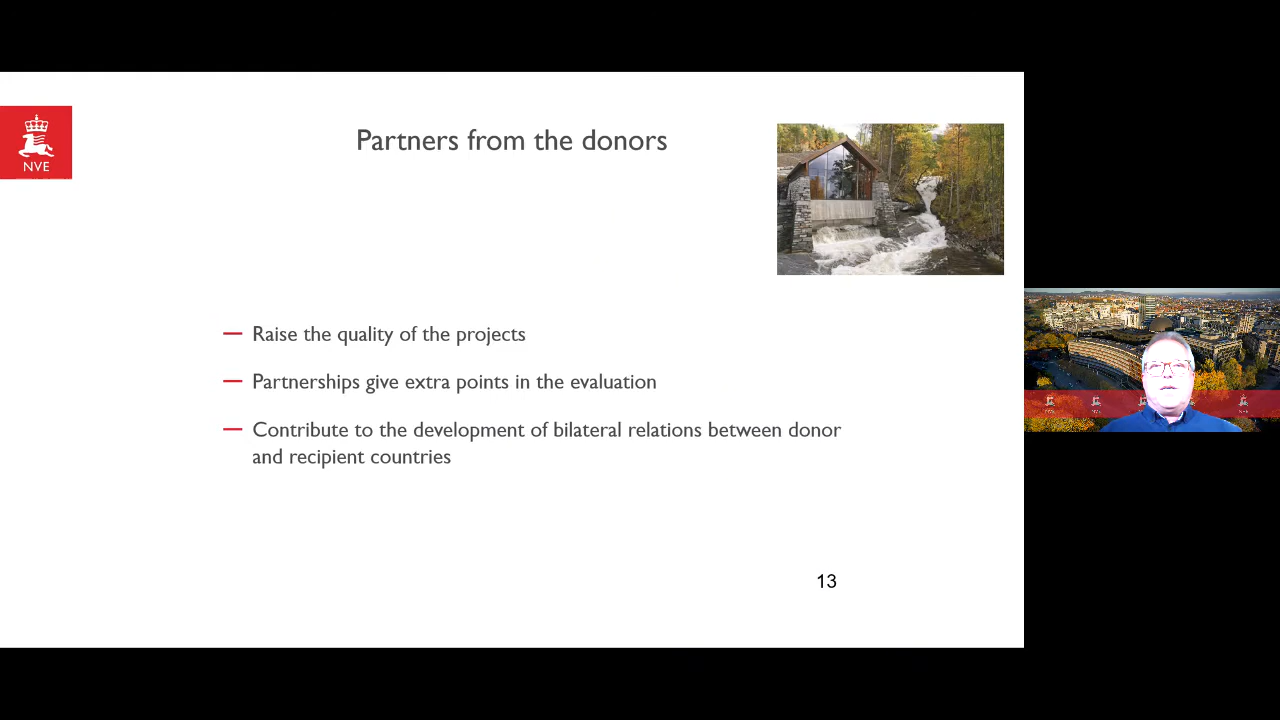 NVE
Partners from the donors
— Raise the quality of the projects
— Partnerships give extra points in the evaluation
— Contribute to the development of bilateral relations between donor
and recipient countries
13